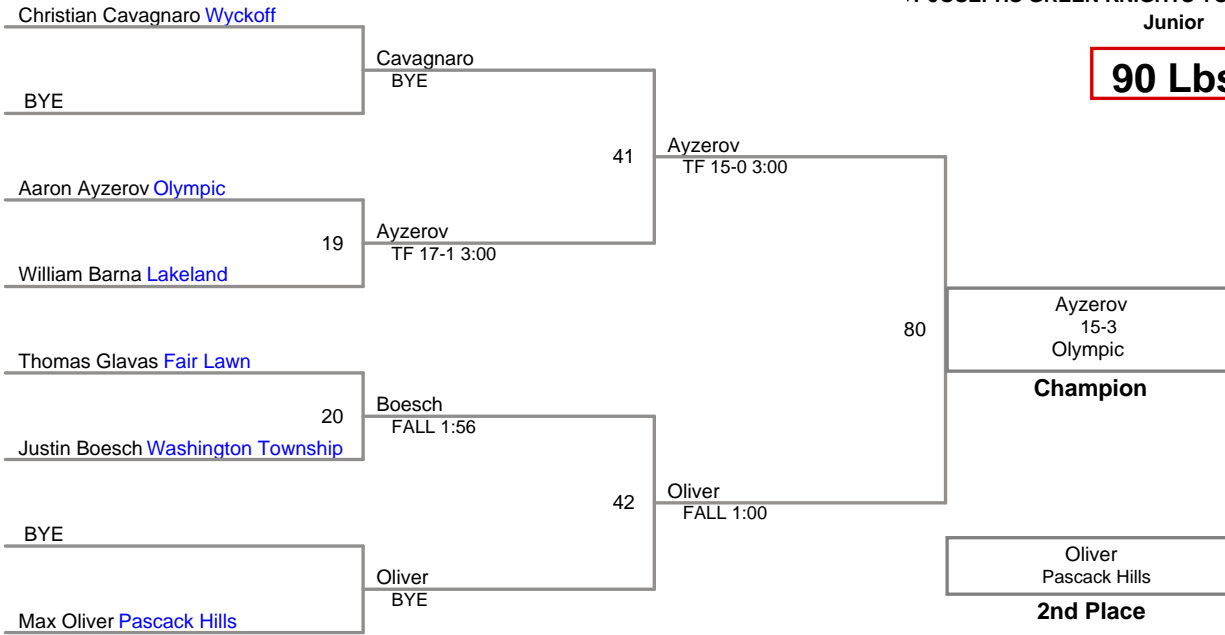 JOSEPHS GREEN KNIGHTS
Junior
90 Lbs
Christian Cavagnaro Wyckoff
Cavagnaro
BYE
BYE
41
Ayzerov
TF 15-0 3:00
Aaron Ayzerov Olympic
19
Ayzerov
TF 17-1 3:00
William Barna Lakeland
80
Ayzerov
15-3
Olympic
Champion
Thomas Glavas Fair Lawn
20
Boesch
FALL 1:56
Justin Boesch Washington Township
42
Oliver
FALL 1:00
BYE
Oliver
BYE
Max Oliver Pascack Hills
Oliver
Pascack Hills
2nd Place